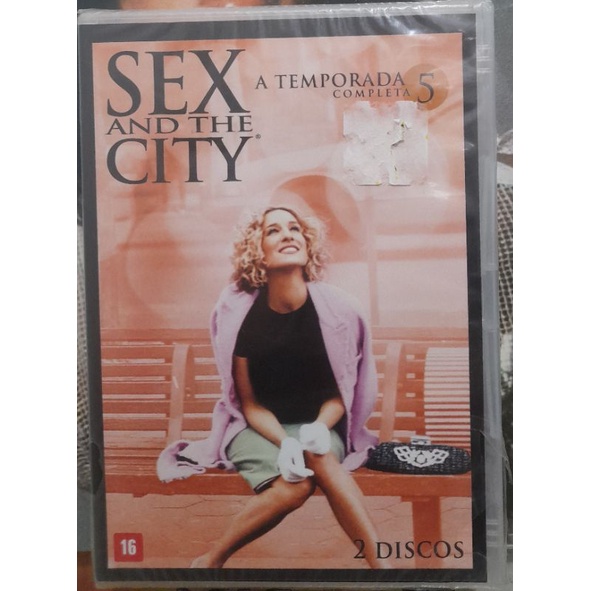 SEX
AND THE
CITY®
A TEMPORADA 5
COMPLETA
16
2 DISCOS